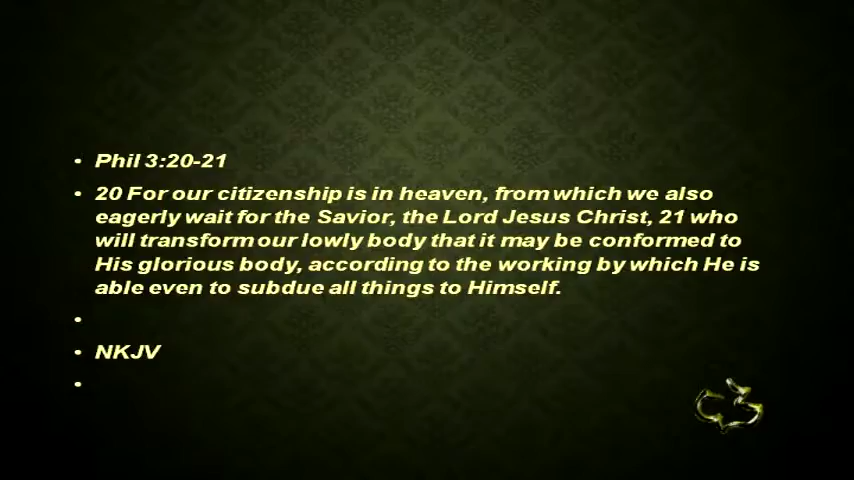 • Phil 3:20-21
• 20 For our citizenship is in heaven, from which we also
eagerly wait for the Savior, the Lord Jesus Christ, 21 who
will transform our lowly body that it may be conformed to
His glorious body, according to the working by which He is
able even to subdue all things to Himself.
•
• NKJV
•
C3